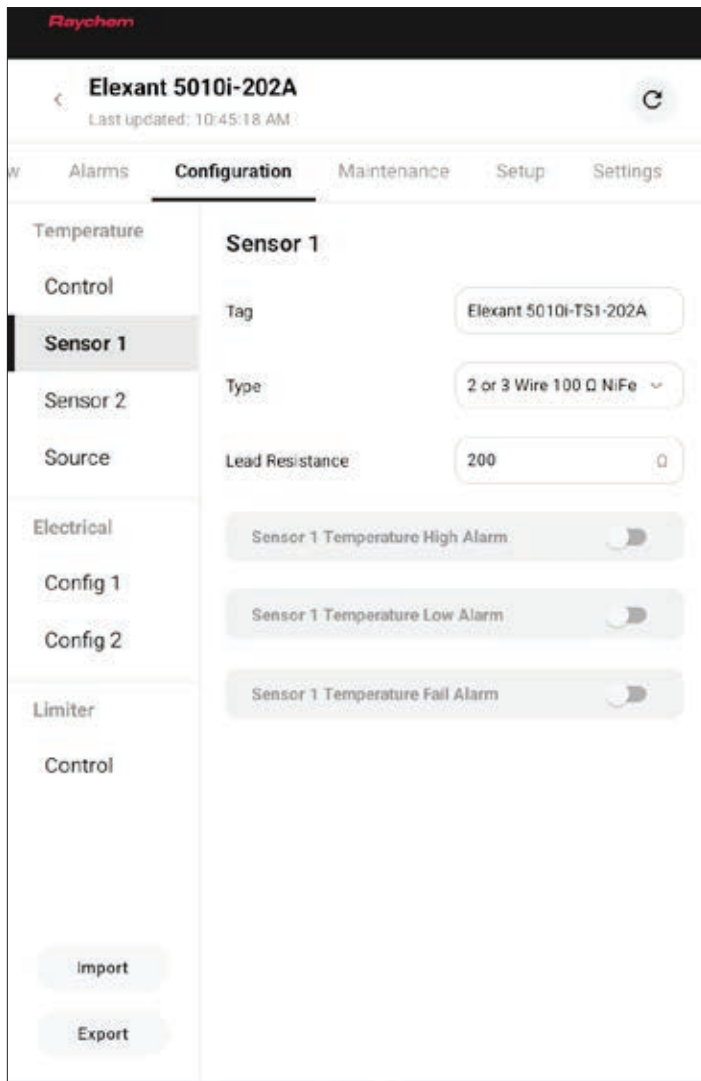 Raychem
Elexant 5010i-202A
Last updated: 10:45:18 AM
w Alarms Configuration Maintenance Setup Settings
Temperature
Control
Sensor 1
Sensor 2
Source
Electrical
Config 1
Config 2
Limiter
Control
Import
Export
Sensor 1
Tag Elexant 5010i-TS1-202A
Type 2 or 3 Wire 100 Ω NiFe
Lead Resistance 200 Ω
Sensor 1 Temperature High Alarm
Sensor 1 Temperature Low Alarm
Sensor 1 Temperature Fail Alarm